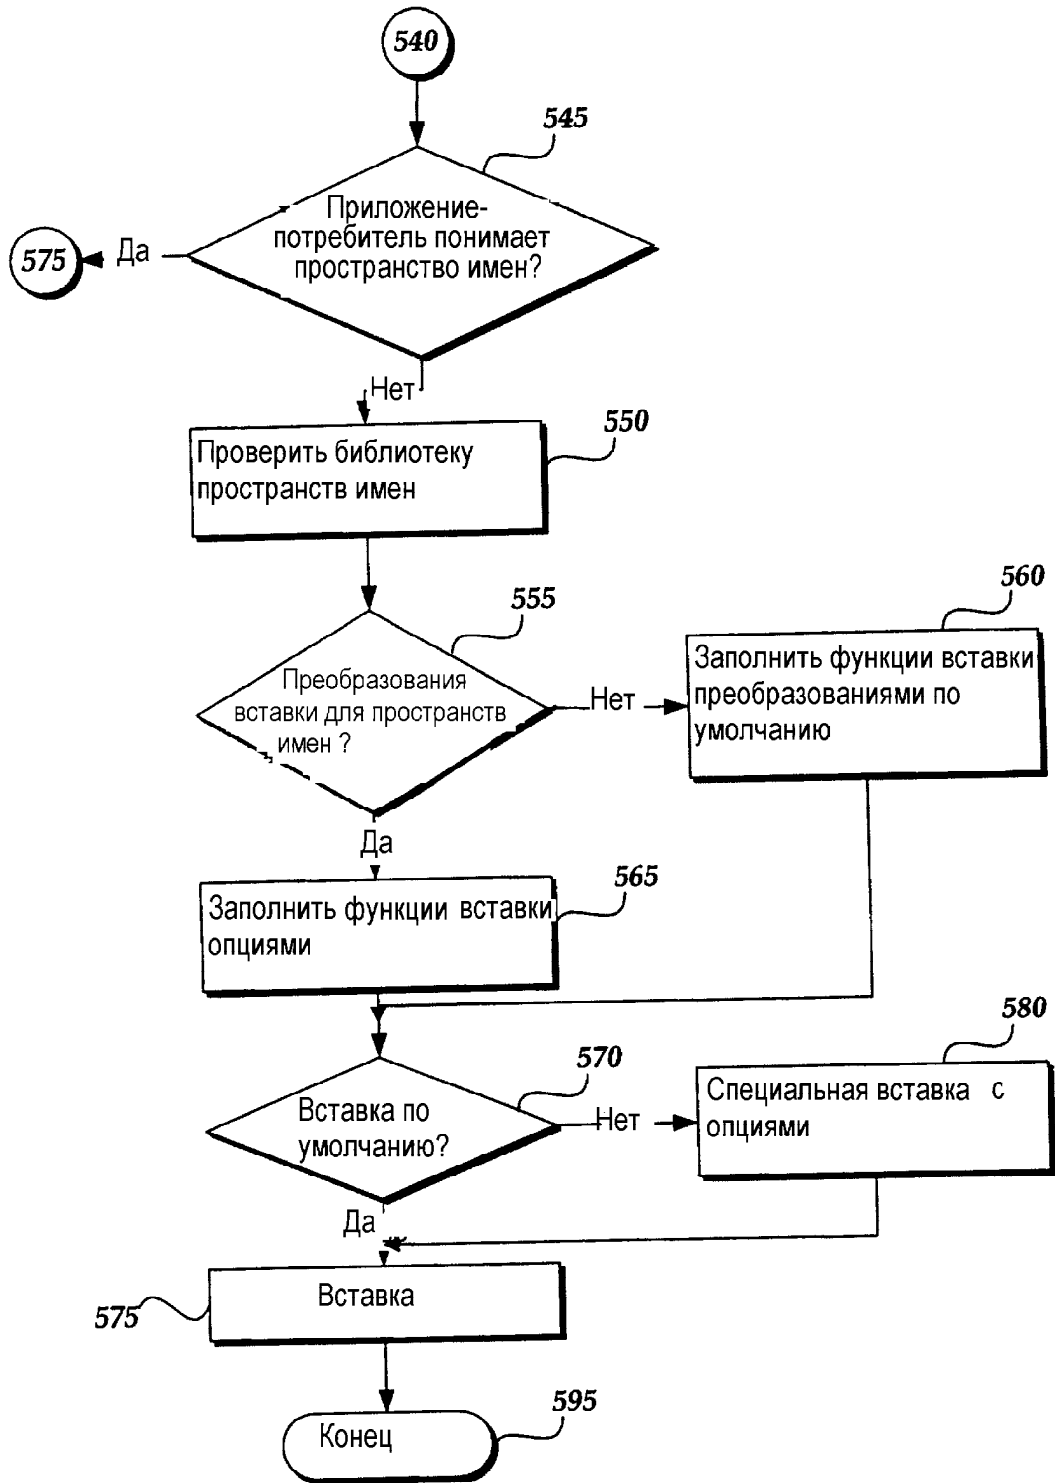 540
545
Приложение-
потребитель понимает
пространство имен?
Да
575
Нет
550
Проверить библиотеку
пространств имен
555
560
Преобразования
вставки для пространств
имен ?
Нет
Заполнить функции вставки
преобразованиями по
умолчанию
Да
565
Заполнить функции вставки
опциями
570
580
Вставка по
умолчанию?
Нет
Специальная вставка с
опциями
Да
575
Вставка
595
Конец